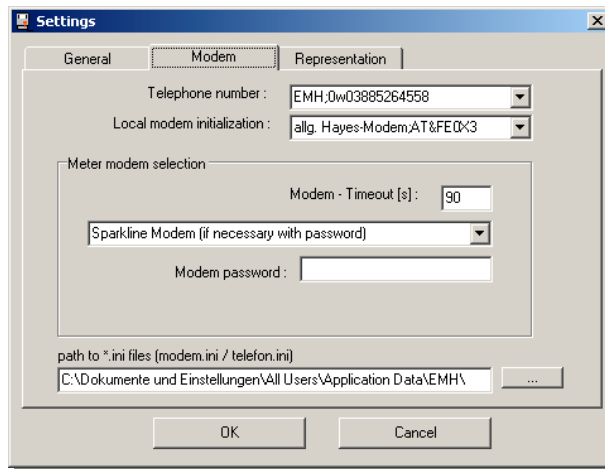 Settings
General Modem Representation
Telephone number : EMH;0w03885264558
Local modem initialization : allg. Hayes-Modem;AT&FE0X3
Meter modem selection
Modem - Timeout [s] : 90
Sparkline Modem (if necessary with password)
Modem password :
path to *.ini files (modem.ini / telefon.ini)
C:\Dokumente und Einstellungen\All Users\Application Data\EMH\ ...
OK Cancel